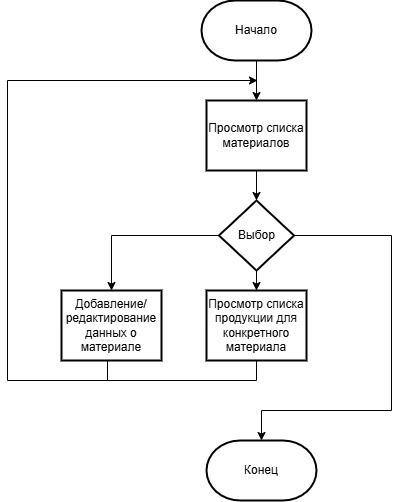 Начало
Просмотр списка
материалов
Выбор
Добавление/
редактирование
данных о
материале
Просмотр списка
продукции для
конкретного
материала
Конец